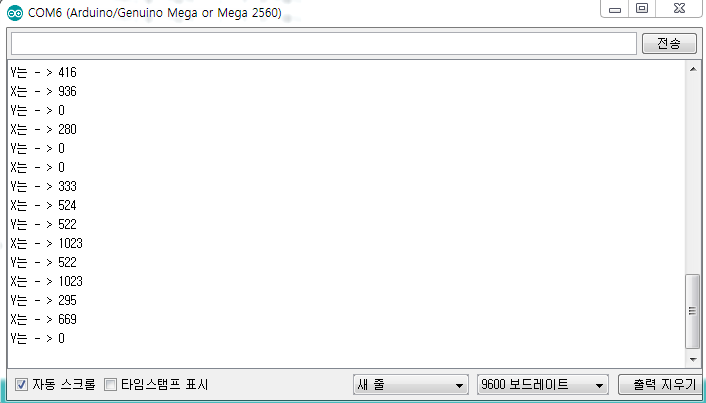 COM6 (Arduino/Genuino Mega or Mega 2560)
전송
Y는 - > 416
X는 - > 936
Y는 - > 0
X는 - > 280
Y는 - > 0
X는 - > 0
Y는 - > 333
X는 - > 524
Y는 - > 522
X는 - > 1023
Y는 - > 522
X는 - > 1023
Y는 - > 295
X는 - > 669
Y는 - > 0
자동 스크롤 타임스탬프 표시 새 줄 9600 보드레이트 출력 지우기